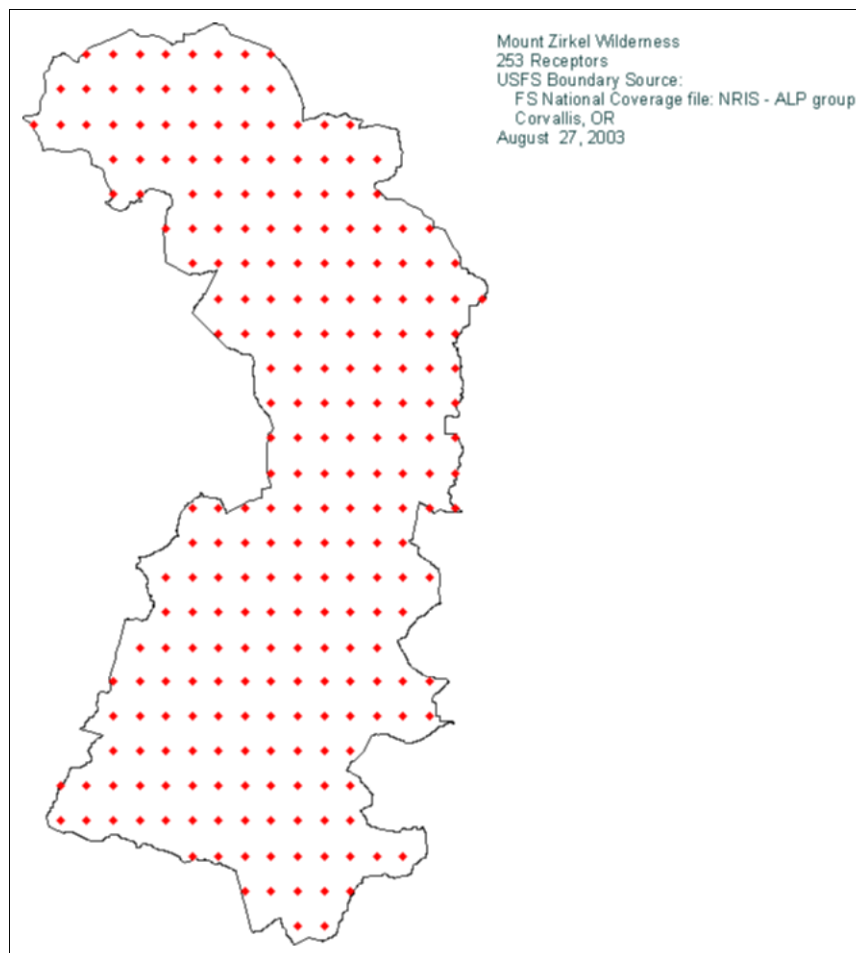 Mount Zirkel Wilderness
253 Receptors
USFS Boundary Source:
FS National Coverage file: NRIS - ALP group
Corvallis, OR
August 27, 2003